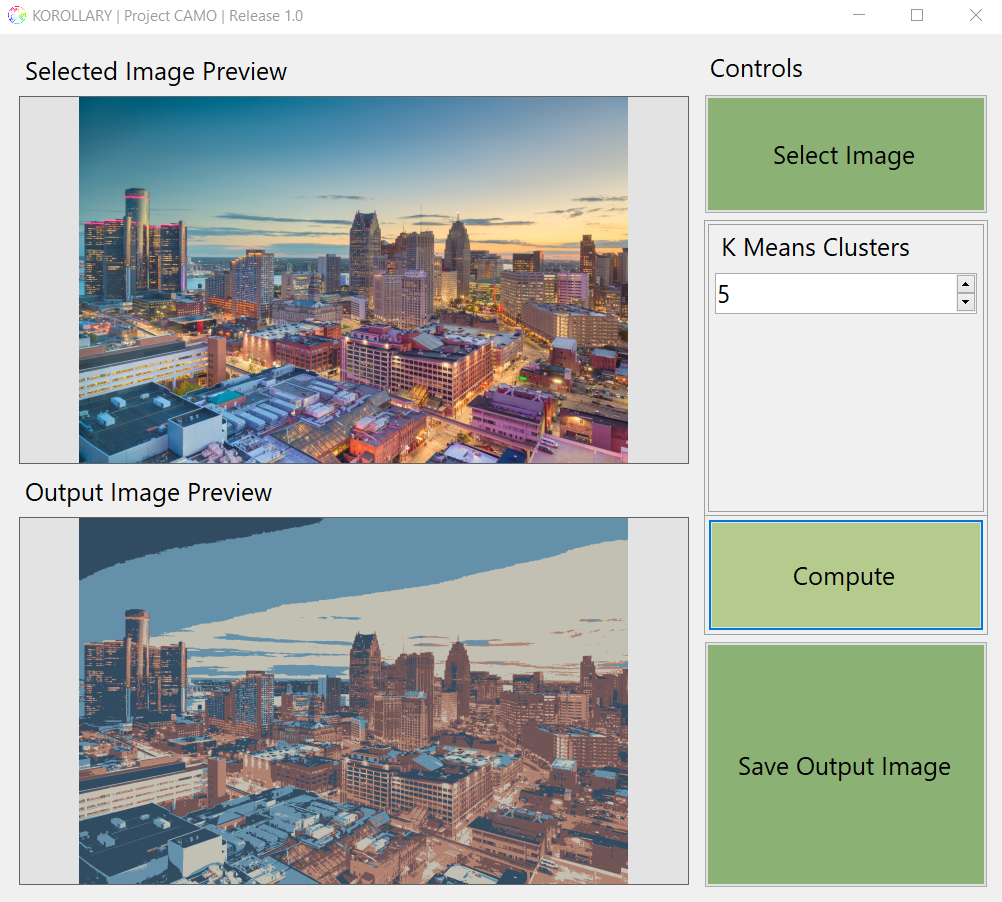 KOROLLARY | Project CAMO | Release 1.0
Selected Image Preview
Controls
Select Image
K Means Clusters
5
Output Image Preview
Compute
Save Output Image